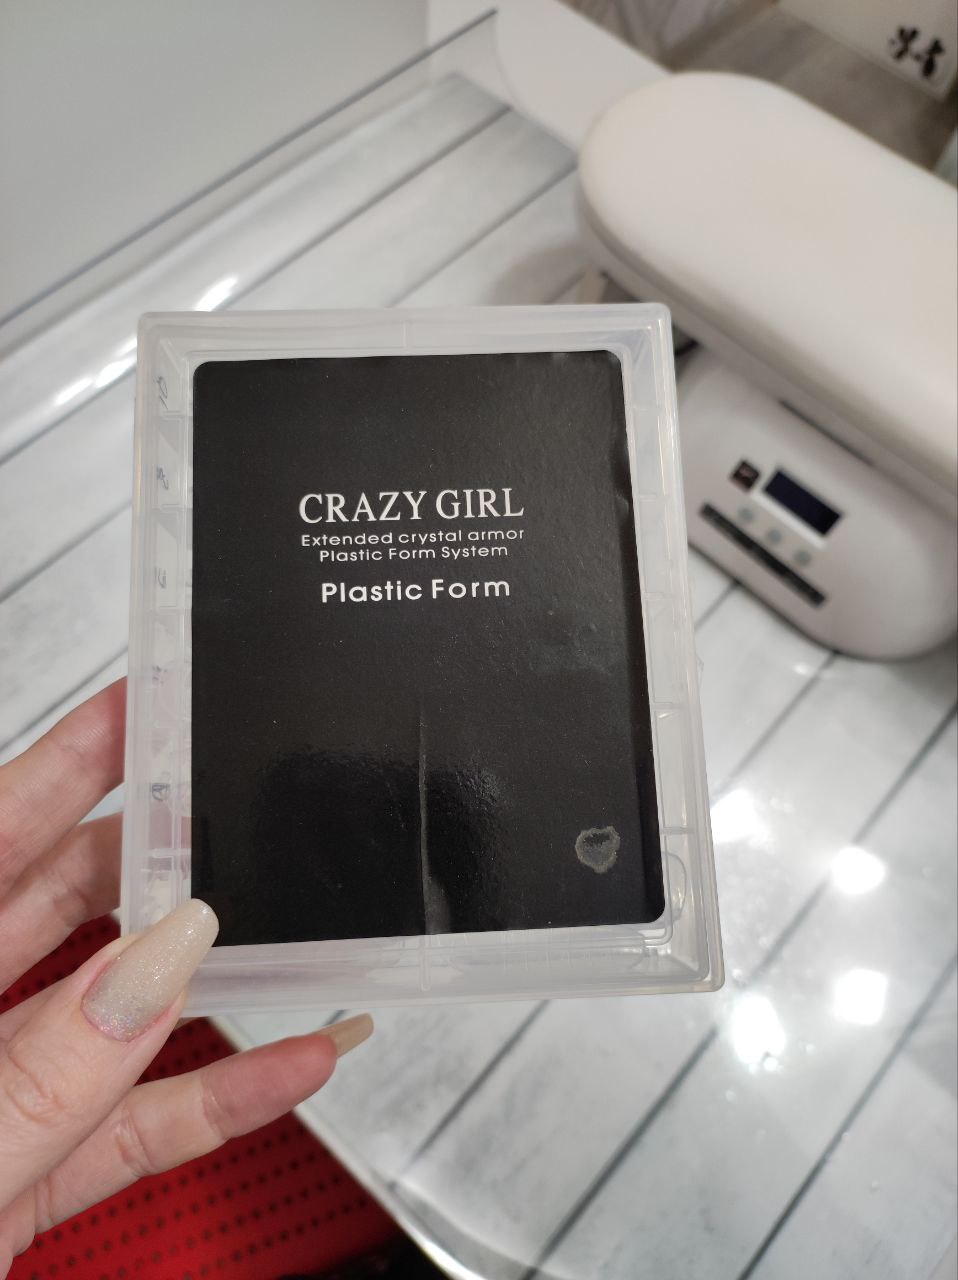 CRAZY GIRL
Extended crystal armor
Plastic Form System
Plastic Form